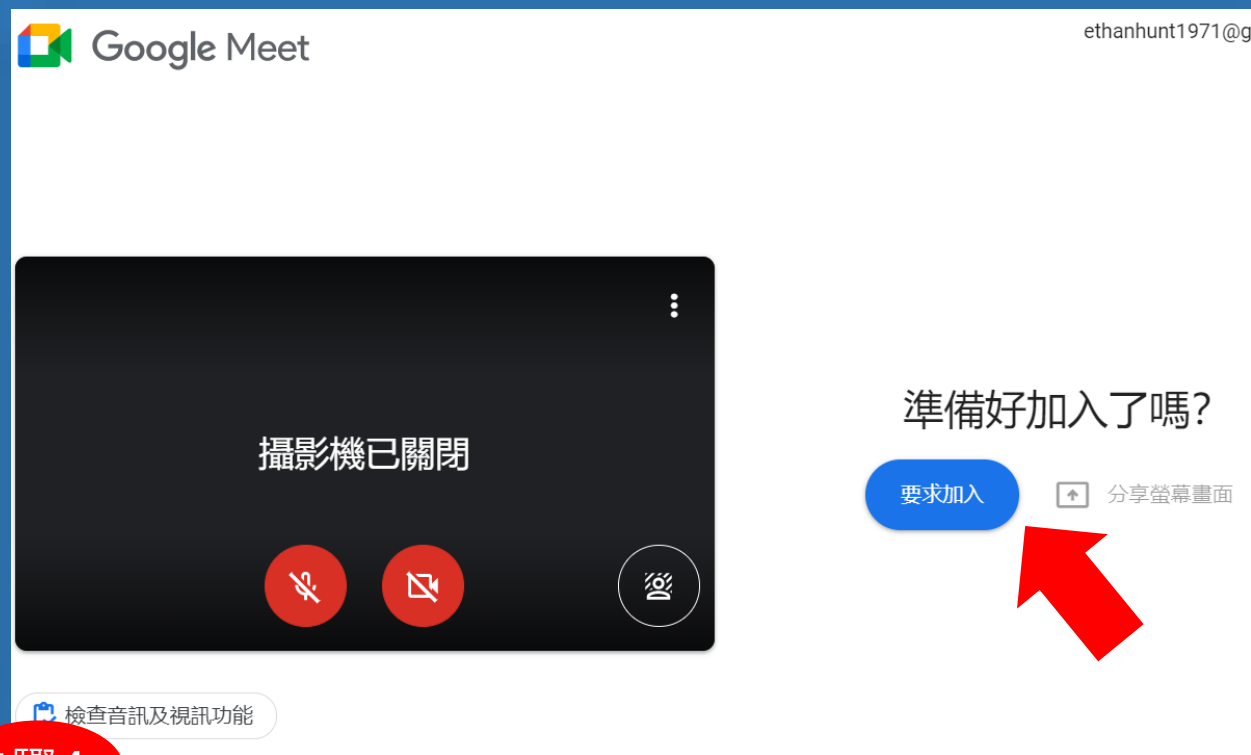 Google Meet
ethanhunt1971@g
攝影機已關閉
準備好加入了嗎?
要求加入
分享螢幕畫面
檢查音訊及視訊功能